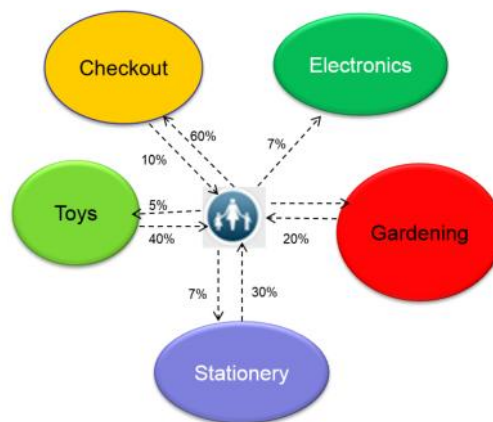 Checkout
Electronics
60%
7%
10%
5%
Toys
40%
20%
Gardening
7%
30%
Stationery